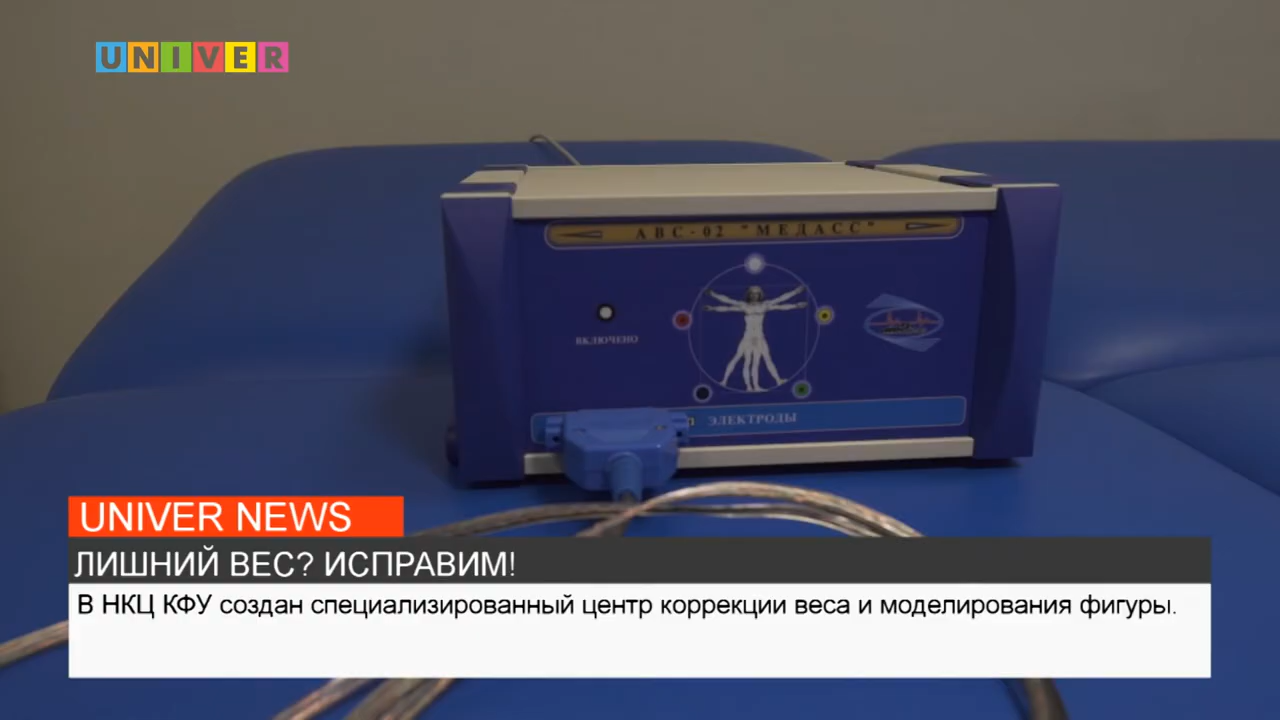 UNIVER
АВС-02 "МЕДАСС"
ВКЛЮЧЕНО
ЭЛЕКТРОДЫ
UNIVER NEWS
ЛИШНИЙ ВЕС? ИСПРАВИМ!
В НКЦ КФУ создан специализированный центр коррекции веса и моделирования фигуры.